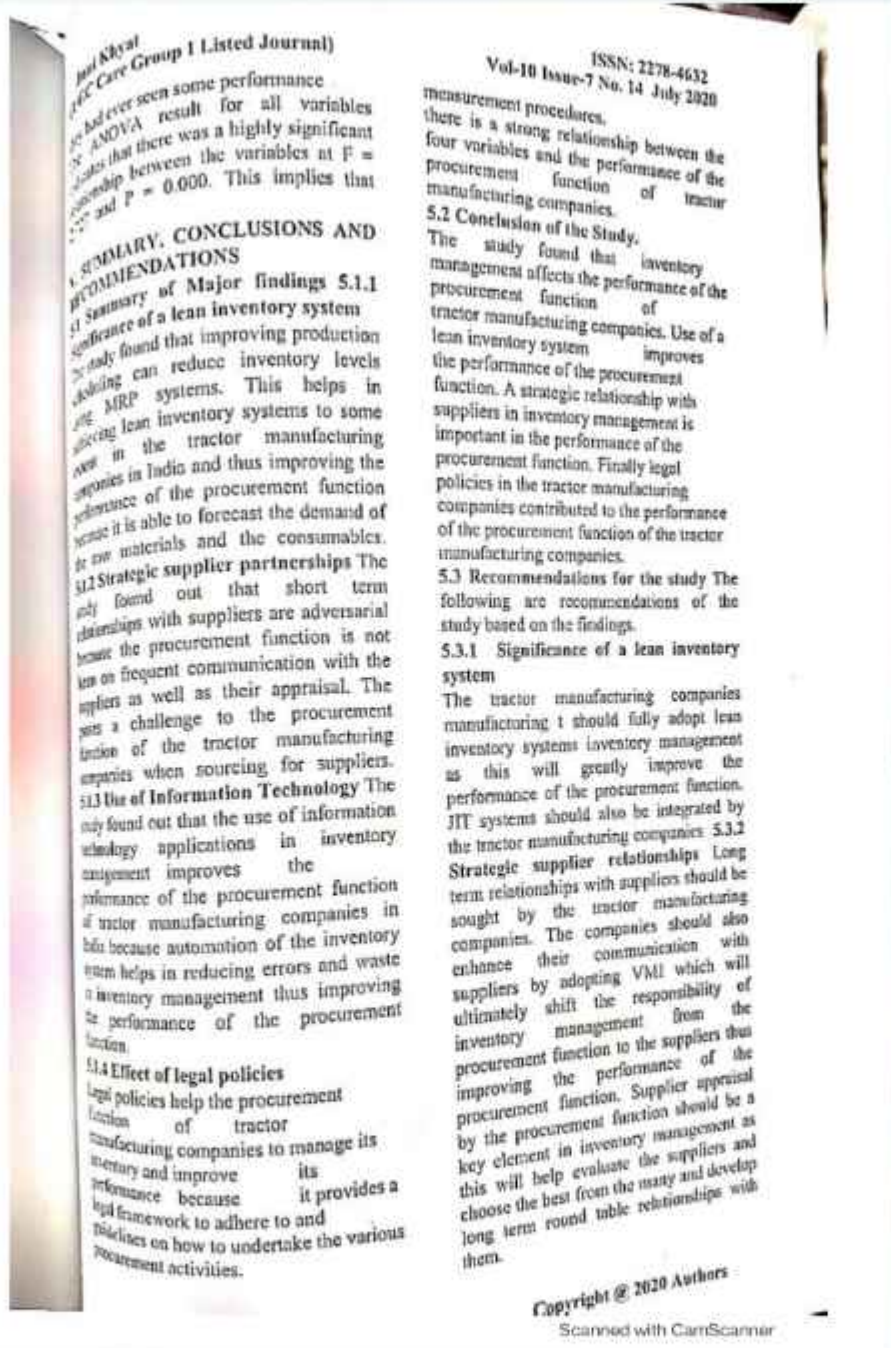 Khyat
Care Group 1 Listed Journal)
had ever seen some performance
ANOVA result for all variables
that there was a highly significant
between the variables at F =
and P = 0.000. This implies that
SUMMARY, CONCLUSIONS AND
RECOMMENDATIONS
5.1 Summary of Major findings 5.1.1
Significance of a lean inventory system
study found that improving production
can reduce inventory levels
MRP systems. This helps in
lean inventory systems to some
in the tractor manufacturing
companies in India and thus improving the
performance of the procurement function
it is able to forecast the demand of
the raw materials and the consumables.
5.1.2 Strategic supplier partnerships The
study found out that short term
relationships with suppliers are adversarial
because the procurement function is not
keen on frequent communication with the
suppliers as well as their appraisal. The
poses a challenge to the procurement
function of the tractor manufacturing
companies when sourcing for suppliers.
5.1.3 Use of Information Technology The
study found out that the use of information
technology applications in inventory
management improves the
performance of the procurement function
of tractor manufacturing companies in
India because automation of the inventory
system helps in reducing errors and waste
inventory management thus improving
the performance of the procurement
function.
5.1.4 Effect of legal policies
Legal policies help the procurement
function of tractor
manufacturing companies to manage its
inventory and improve its
performance because it provides a
legal framework to adhere to and
guidelines on how to undertake the various
procurement activities.
ISSN: 2278-4632
Vol-10 Issue-7 No. 14 July 2020
measurement procedures.
there is a strong relationship between the
four variables and the performance of the
procurement function of tractor
manufacturing companies.
5.2 Conclusion of the Study.
The study found that inventory
management affects the performance of the
procurement function of
tractor manufacturing companies. Use of a
lean inventory system improves
the performance of the procurement
function. A strategic relationship with
suppliers in inventory management is
important in the performance of the
procurement function. Finally legal
policies in the tractor manufacturing
companies contributed to the performance
of the procurement function of the tractor
manufacturing companies.
5.3 Recommendations for the study The
following are recommendations of the
study based on the findings.
5.3.1 Significance of a lean inventory
system
The tractor manufacturing companies
manufacturing t should fully adopt lean
inventory systems inventory management
as this will greatly improve the
performance of the procurement function.
JIT systems should also be integrated by
the tractor manufacturing companies 5.3.2
Strategic supplier relationships Long
term relationships with suppliers should be
sought by the tractor manufacturing
companies. The companies should also
enhance their communication with
suppliers by adopting VMI which will
ultimately shift the responsibility of
inventory management from the
procurement function to the suppliers thus
improving the performance of the
procurement function. Supplier appraisal
by the procurement function should be a
key element in inventory management as
this will help evaluate the suppliers and
choose the best from the many and develop
long term round table relationships with
them.
Copyright @ 2020 Authors
Scanned with CamScanner